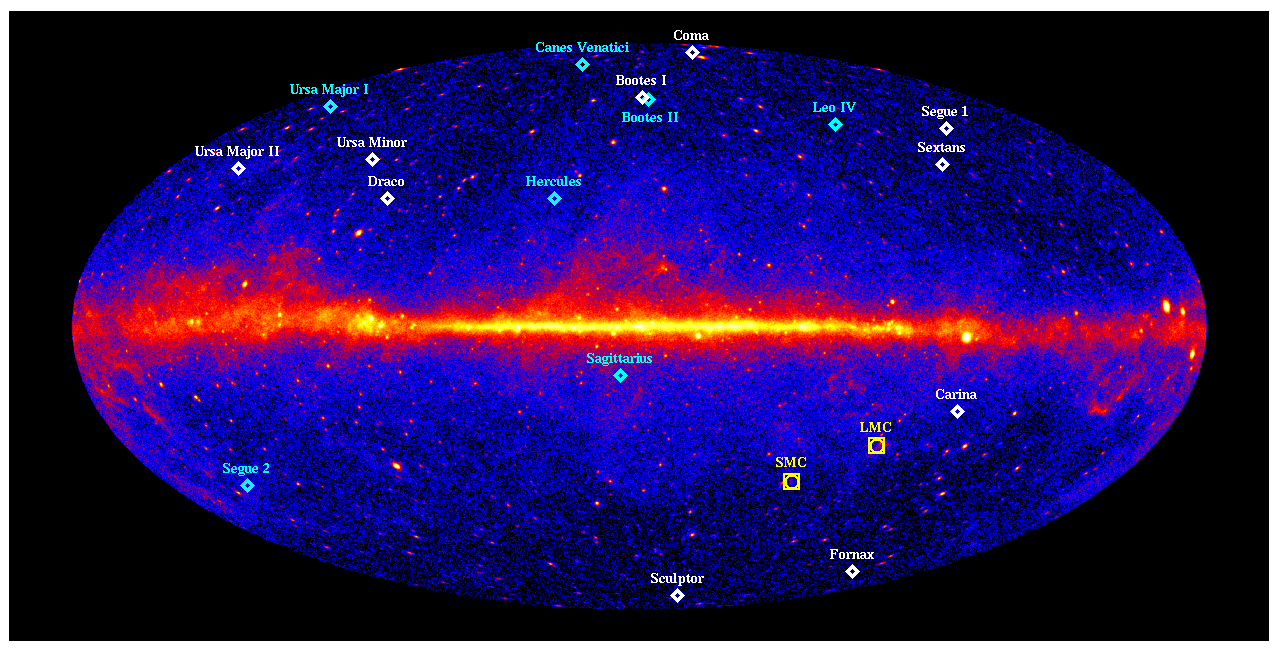 Coma
Canes Venatici
Bootes I
Ursa Major I
Bootes II
Leo IV
Segue 1
Ursa Minor
Sextans
Ursa Major II
Draco
Hercules
Sagittarius
Carina
LMC
SMC
Segue 2
Fornax
Sculptor